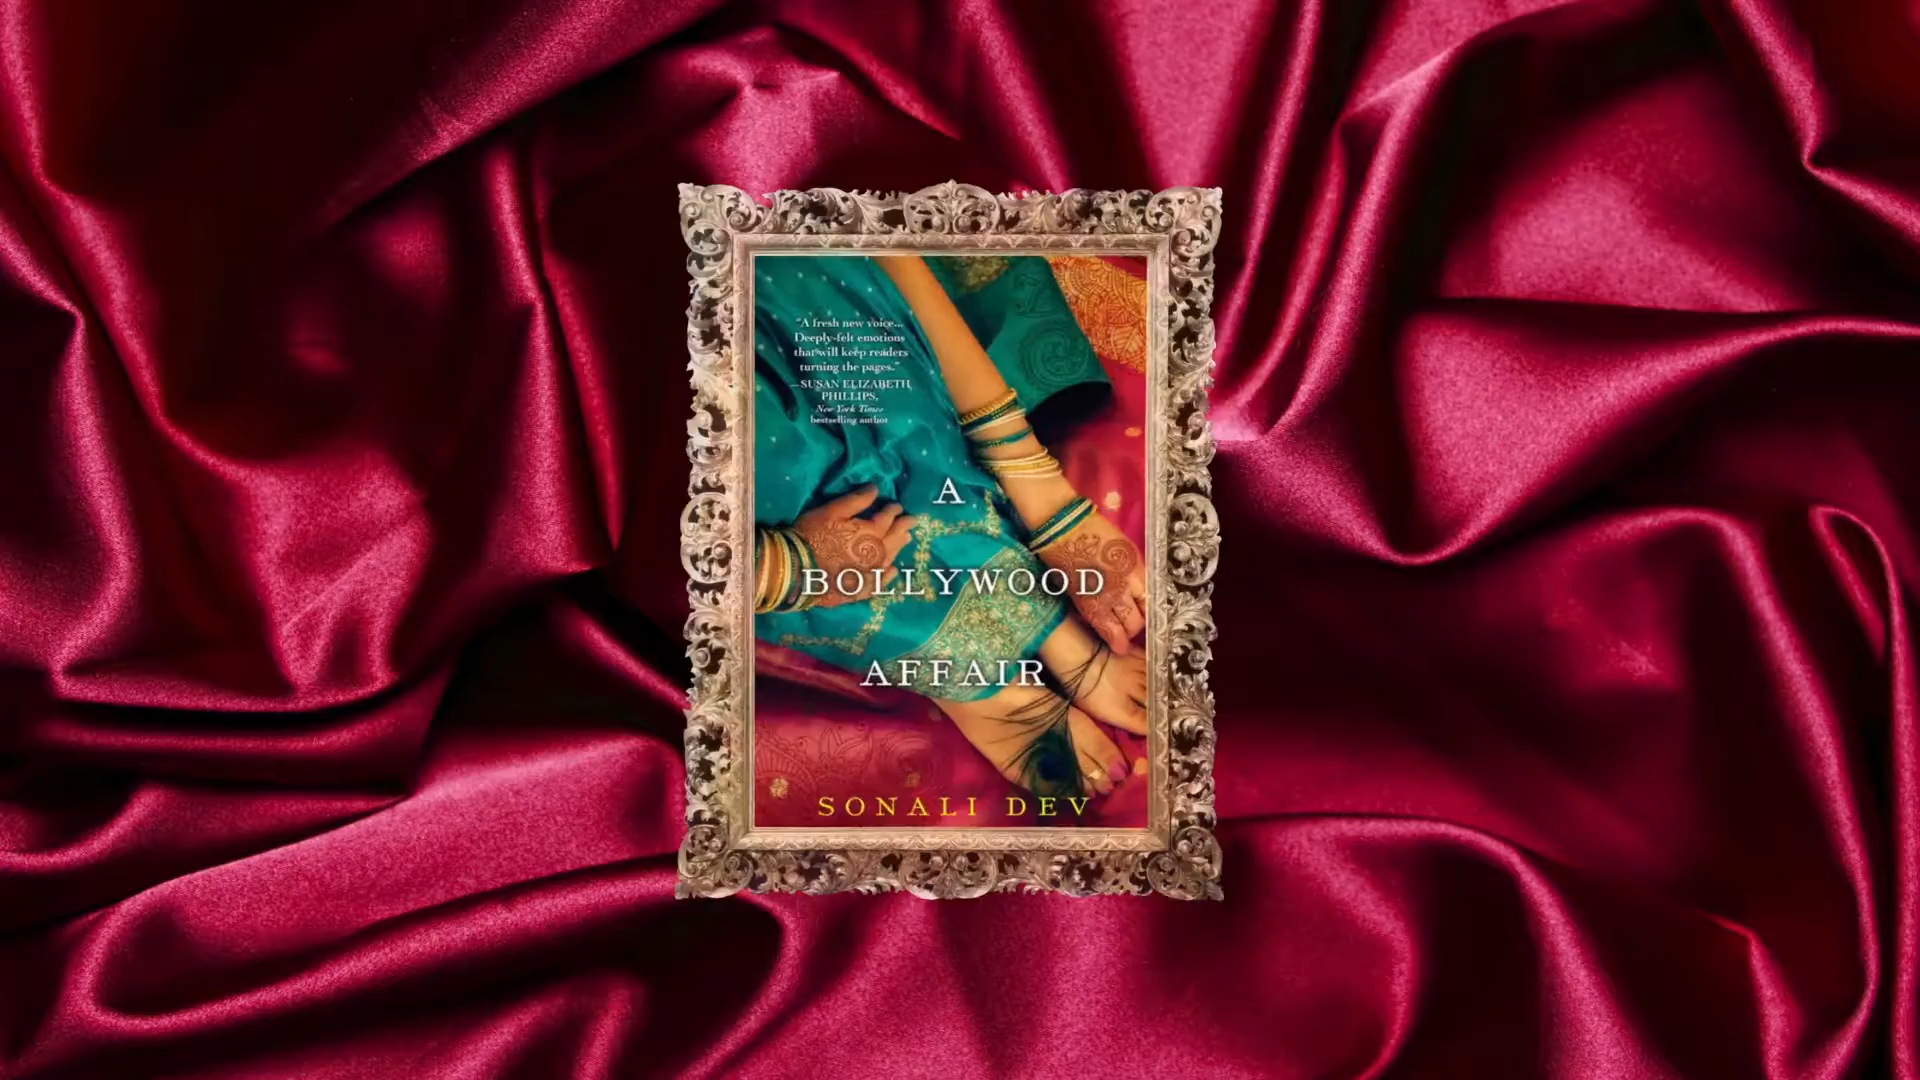 "A fresh new voice...
Deeply-felt emotions
that will keep readers
turning the pages."
—SUSAN ELIZABETH
PHILLIPS,
New York Times
bestselling author
A
BOLLYWOOD
AFFAIR
SONALI DEV